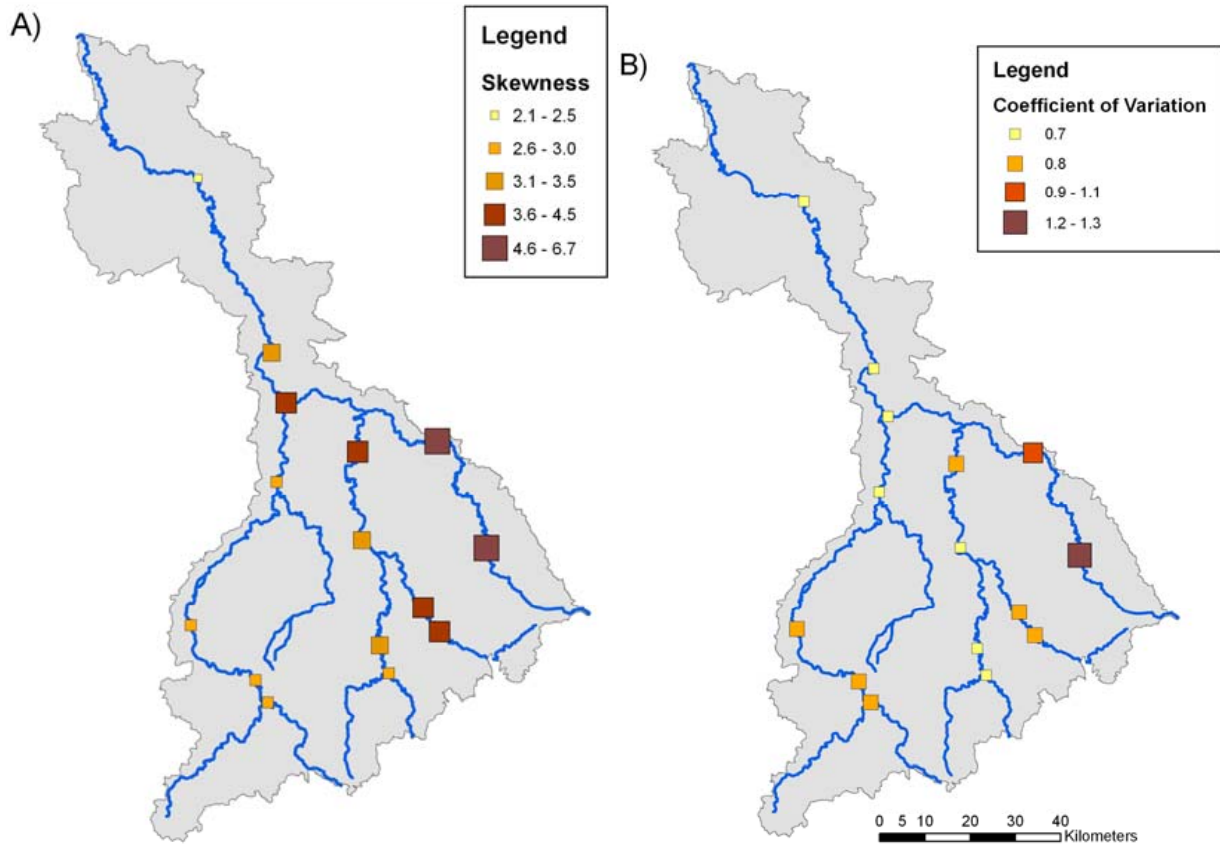 A)
Legend
Skewness
2.1 - 2.5
2.6 - 3.0
3.1 - 3.5
3.6 - 4.5
4.6 - 6.7
B)
Legend
Coefficient of Variation
0.7
0.8
0.9 - 1.1
1.2 - 1.3
0 5 10 20 30 40
Kilometers